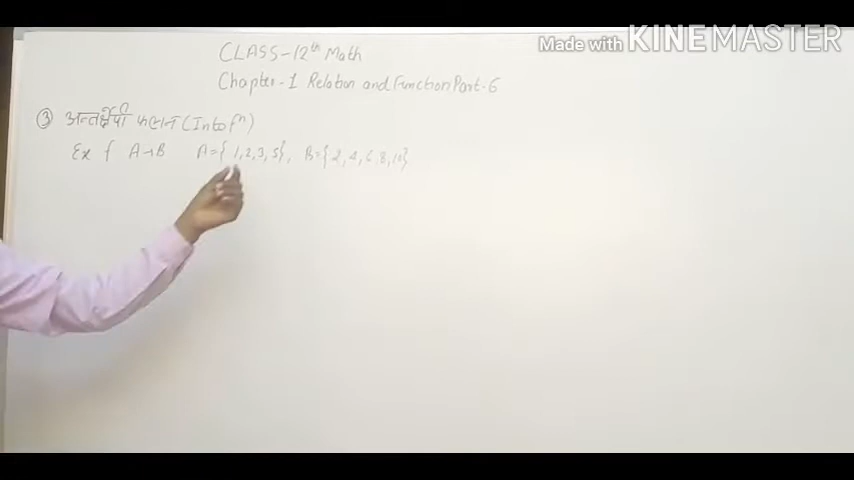 Made with KINEMASTER
CLASS-12th Math
Chapter-1 Relation and Function Part-6
③ अन्तर्क्षेपी फलन (Into fⁿ)
Ex f A→B A={1,2,3,5}, B={2,4,6,8,10}